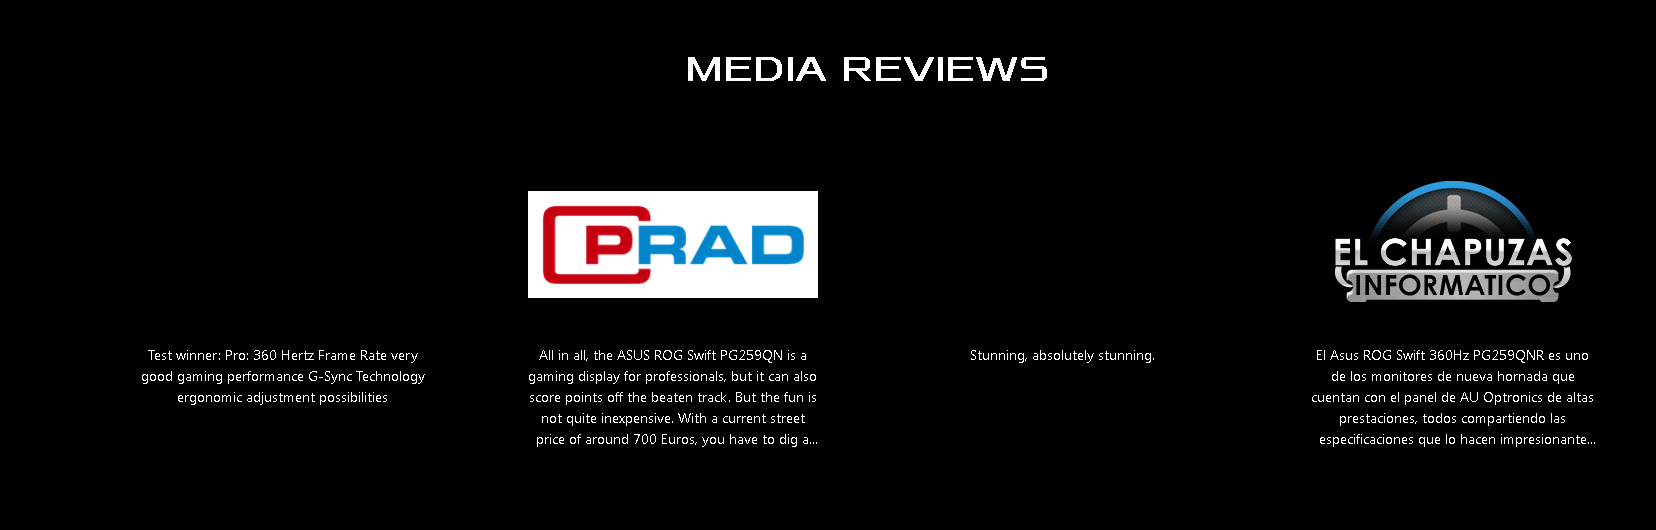 MEDIA REVIEWS
PRAD
EL CHAPUZAS
INFORMATICO
Test winner: Pro: 360 Hertz Frame Rate very
good gaming performance G-Sync Technology
ergonomic adjustment possibilities
All in all, the ASUS ROG Swift PG259QN is a
gaming display for professionals, but it can also
score points off the beaten track. But the fun is
not quite inexpensive. With a current street
price of around 700 Euros, you have to dig a...
Stunning, absolutely stunning.
El Asus ROG Swift 360Hz PG259QNR es uno
de los monitores de nueva hornada que
cuentan con el panel de AU Optronics de altas
prestaciones, todos compartiendo las
especificaciones que lo hacen impresionante...